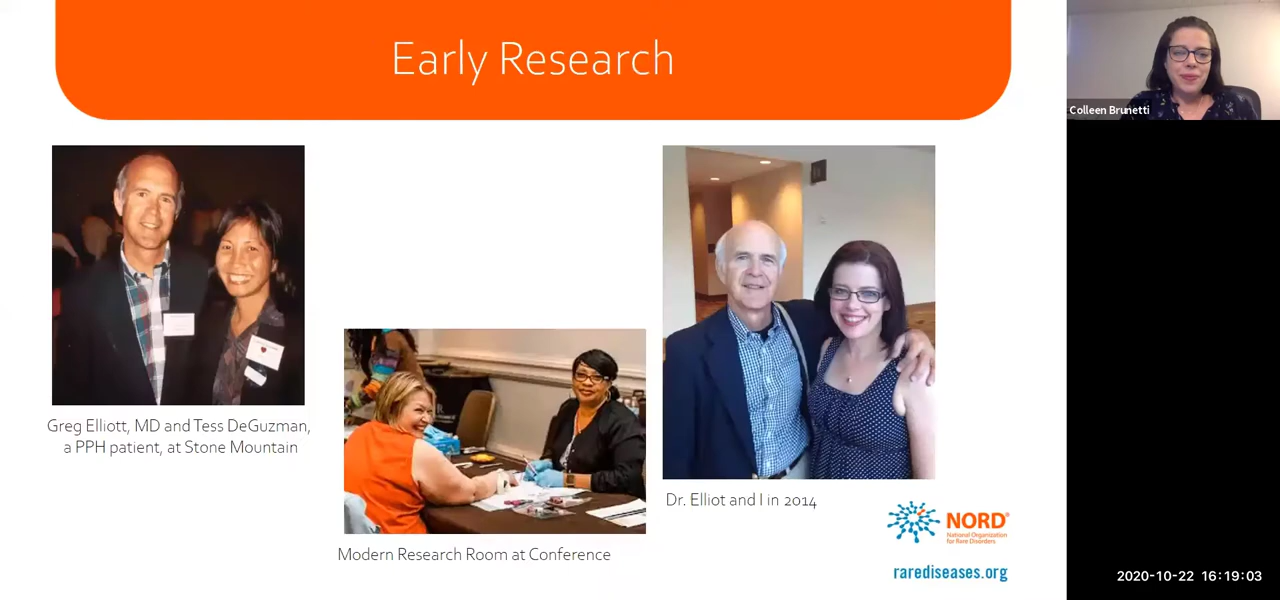 Early Research
Colleen Brunetti
Greg Elliott, MD and Tess DeGuzman,
a PPH patient, at Stone Mountain
Modern Research Room at Conference
Dr. Elliot and I in 2014
NORD®
National Organization
for Rare Disorders
rarediseases.org
2020-10-22 16:19:03